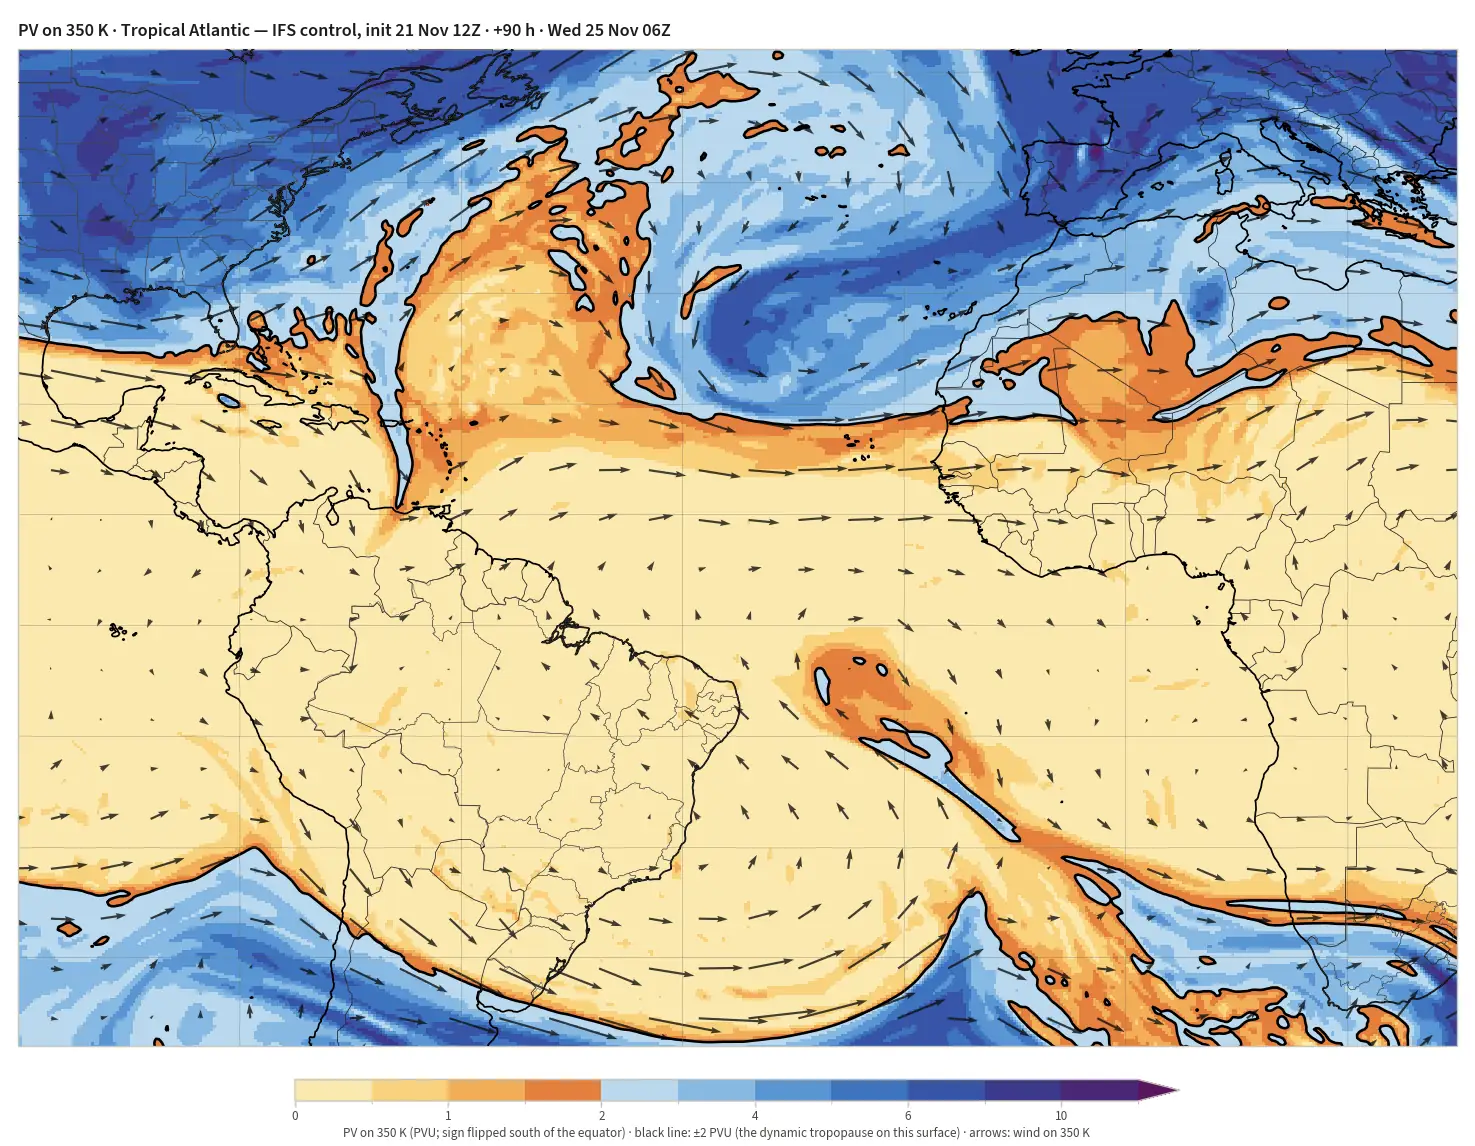 PV on 350 K · Tropical Atlantic — IFS control, init 21 Nov 12Z · +90 h · Wed 25 Nov 06Z
0 1 2 4 6 10
PV on 350 K (PVU; sign flipped south of the equator) · black line: ±2 PVU (the dynamic tropopause on this surface) · arrows: wind on 350 K